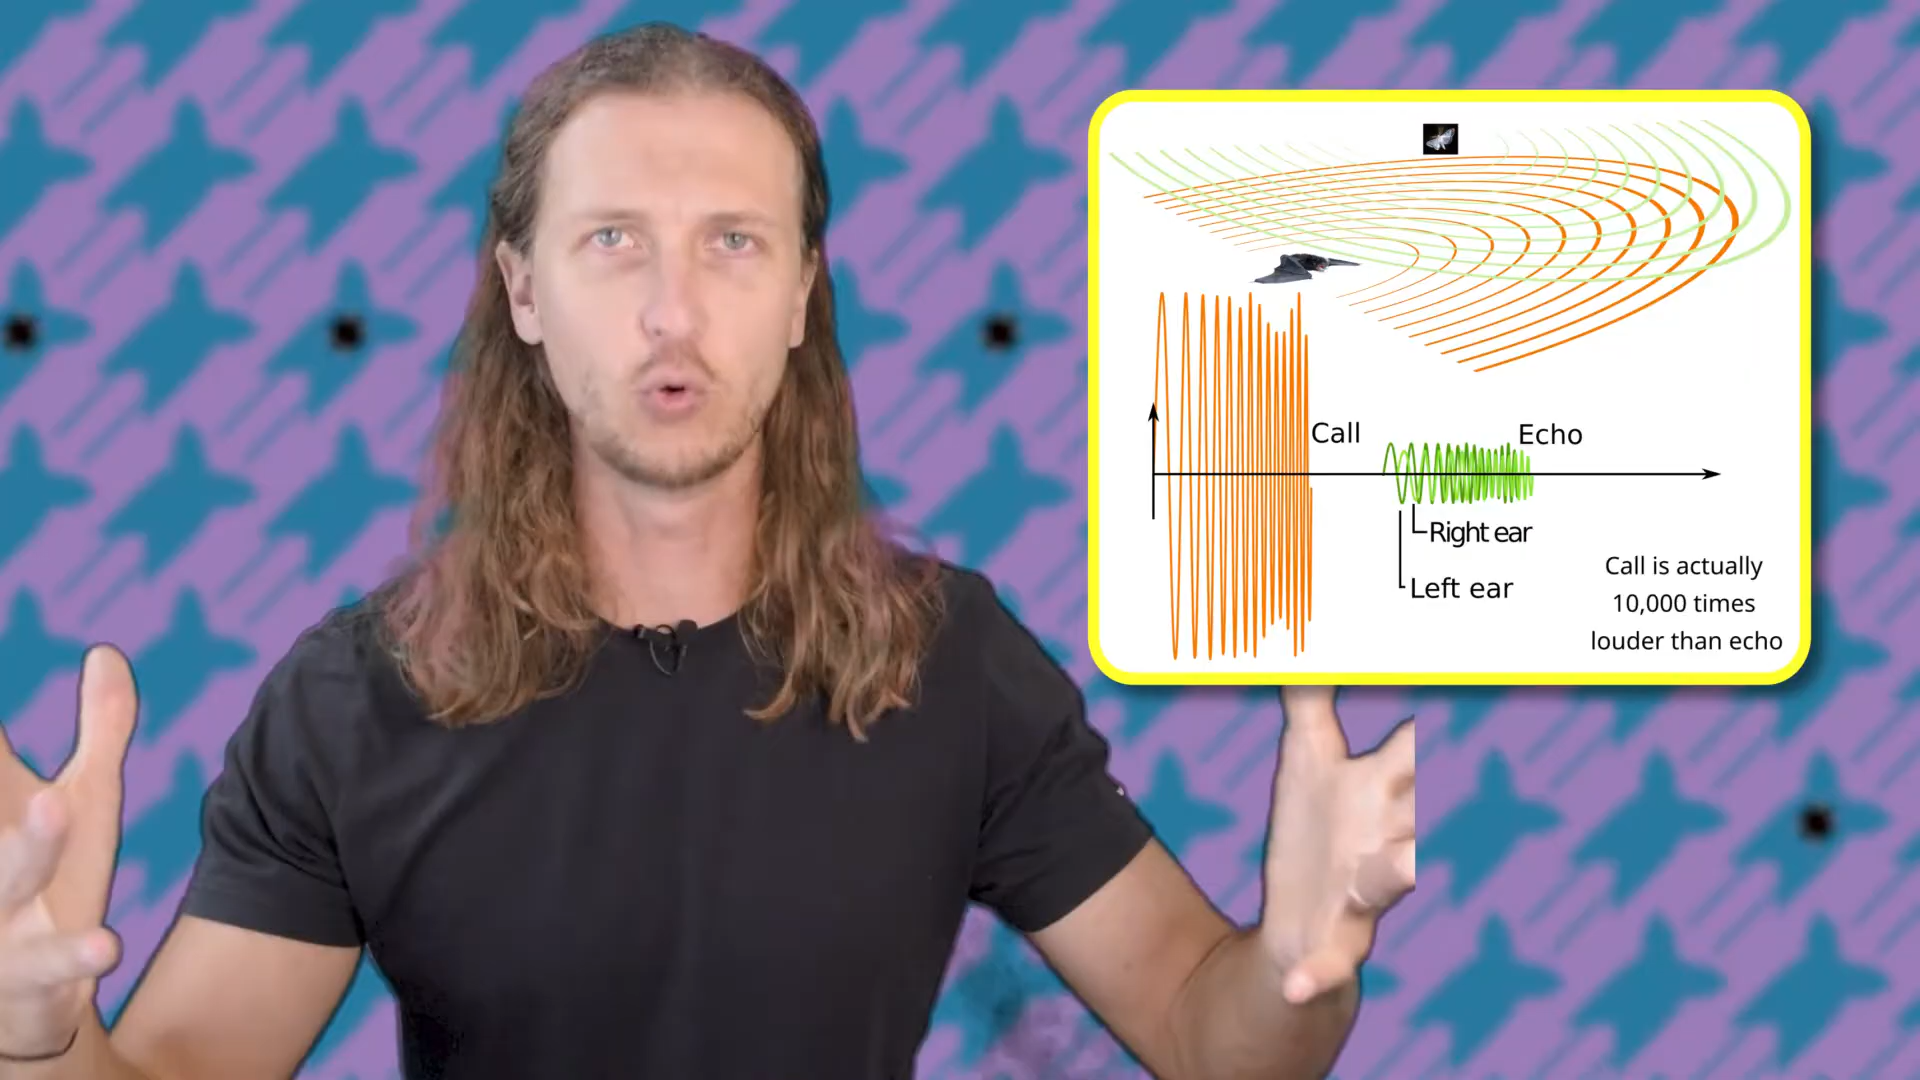 Call
Echo
Right ear
Left ear
Call is actually
10,000 times
louder than echo